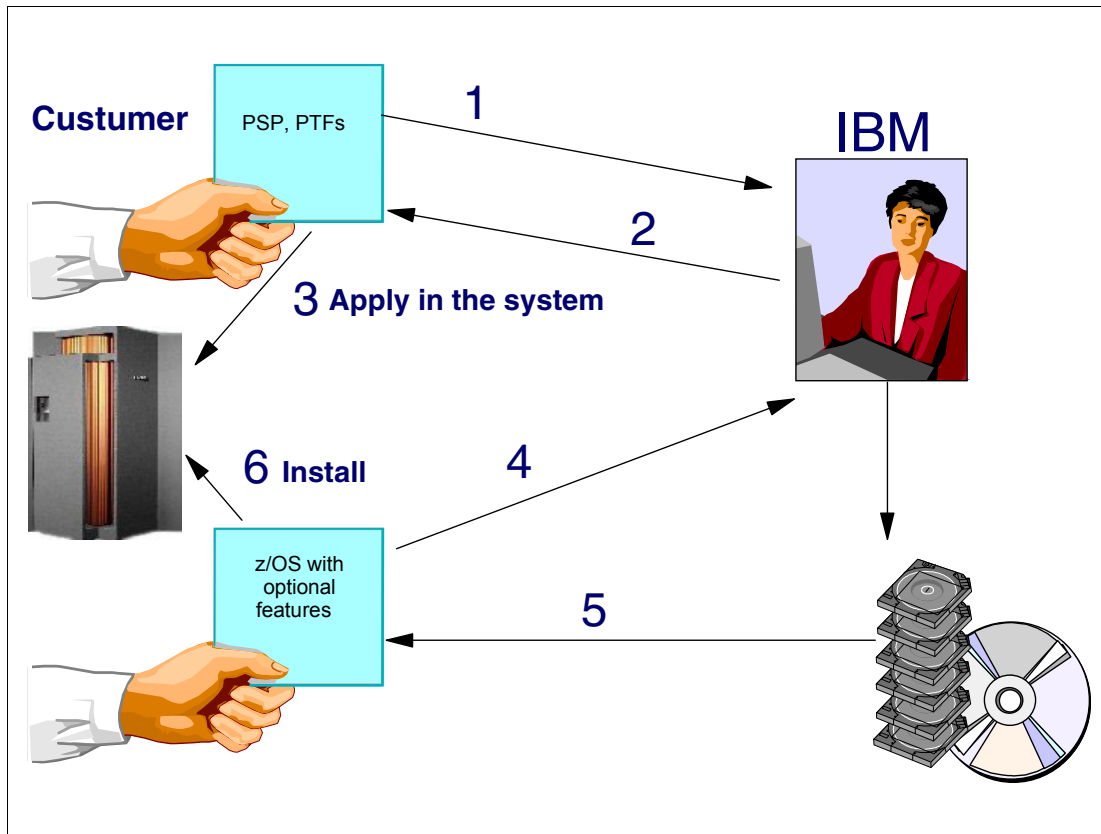 Custumer
PSP, PTFs
1
IBM
2
3 Apply in the system
6 Install
4
z/OS with
optional
features
5